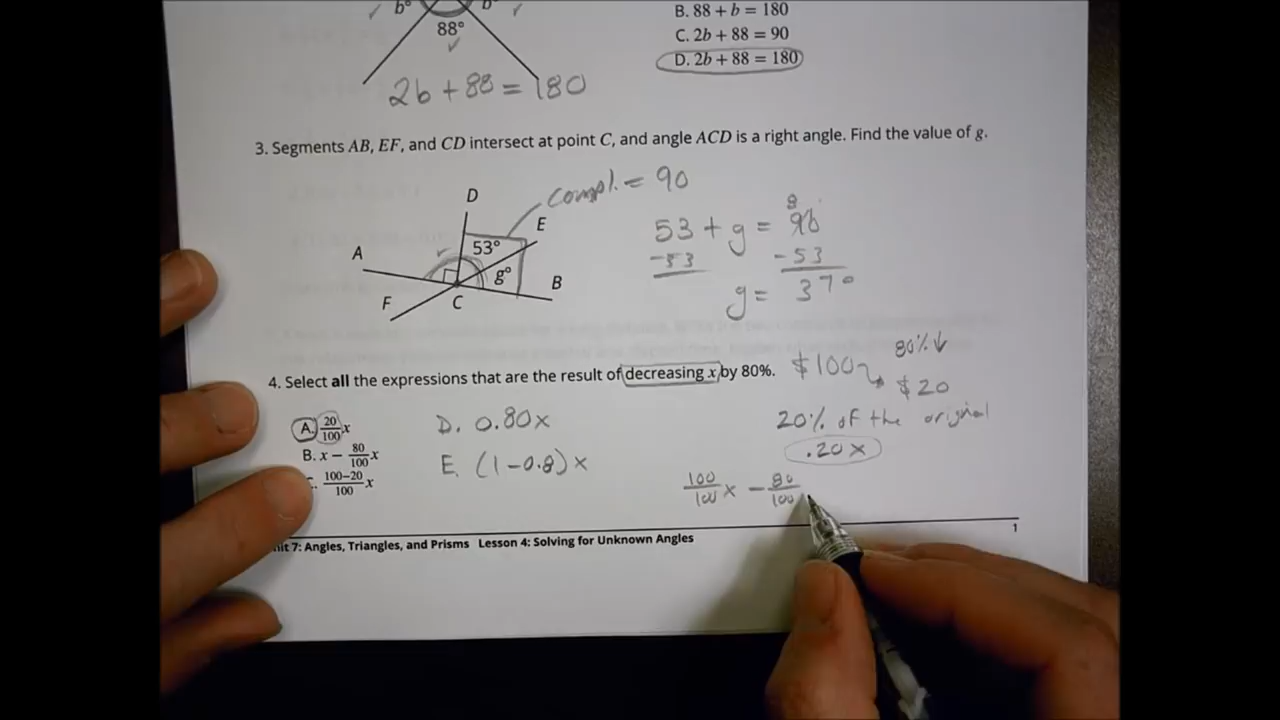 b°
b°
88°
2b + 88 = 180
B. 88 + b = 180
C. 2b + 88 = 90
D. 2b + 88 = 180
3. Segments AB, EF, and CD intersect at point C, and angle ACD is a right angle. Find the value of g.
D
compl. = 90
E
A
53°
g°
B
F
C
8
53 + g = 90
-53 -53
g = 37°
4. Select all the expressions that are the result of decreasing x by 80%.
$100
80%↓
$20
20% of the original
.20x
A. 20/100 x
B. x − 80/100 x
100−20/100 x
D. 0.80x
E. (1-0.8)x
100/100 x - 80/100
1
it 7: Angles, Triangles, and Prisms Lesson 4: Solving for Unknown Angles